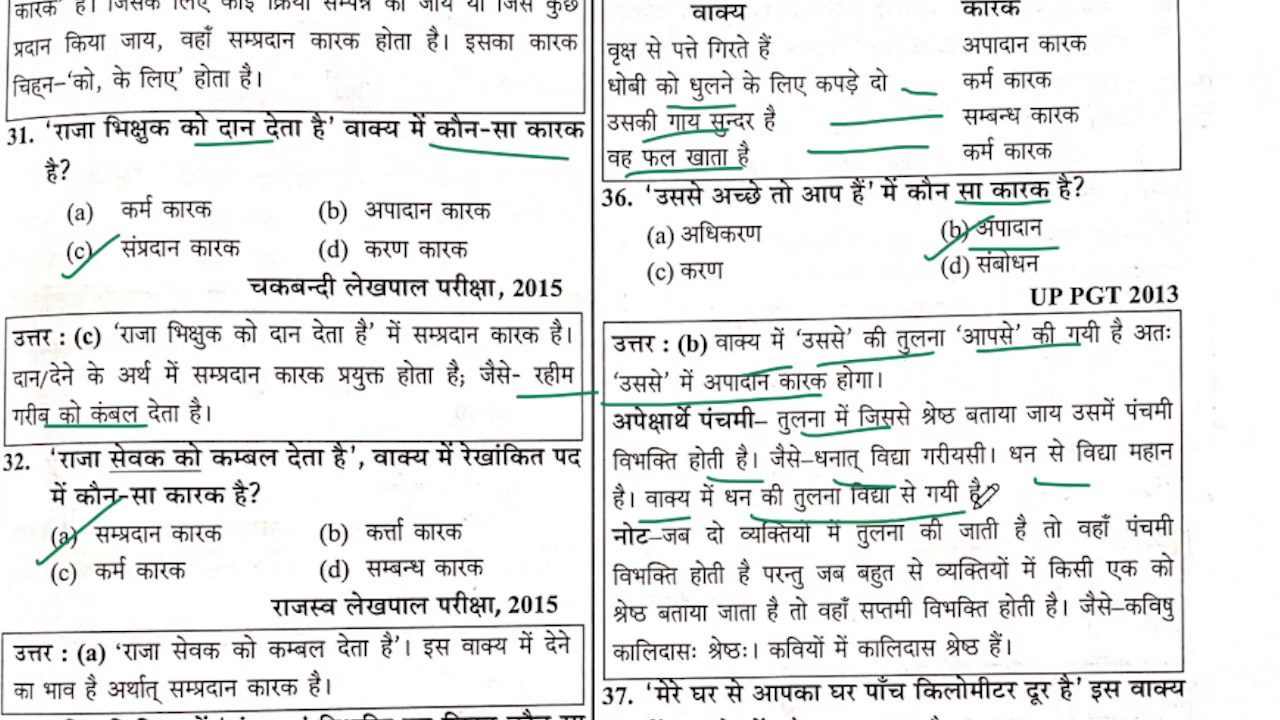 कारक' है। जिसके लिए कोई क्रिया सम्पन्न की जाय या जिसे कुछ
प्रदान किया जाय, वहाँ सम्प्रदान कारक होता है। इसका कारक
चिह्न–'को, के लिए' होता है।
31. 'राजा भिक्षुक को दान देता है' वाक्य में कौन-सा कारक
है?
(a) कर्म कारक (b) अपादान कारक
(c) संप्रदान कारक (d) करण कारक
चकबन्दी लेखपाल परीक्षा, 2015
उत्तर : (c) 'राजा भिक्षुक को दान देता है' में सम्प्रदान कारक है।
दान/देने के अर्थ में सम्प्रदान कारक प्रयुक्त होता है; जैसे- रहीम
गरीब को कंबल देता है।
32. 'राजा सेवक को कम्बल देता है', वाक्य में रेखांकित पद
में कौन-सा कारक है?
(a) सम्प्रदान कारक (b) कर्त्ता कारक
(c) कर्म कारक (d) सम्बन्ध कारक
राजस्व लेखपाल परीक्षा, 2015
उत्तर : (a) 'राजा सेवक को कम्बल देता है'। इस वाक्य में देने
का भाव है अर्थात् सम्प्रदान कारक है।
वाक्य कारक
वृक्ष से पत्ते गिरते हैं अपादान कारक
धोबी को धुलने के लिए कपड़े दो कर्म कारक
उसकी गाय सुन्दर है सम्बन्ध कारक
वह फल खाता है कर्म कारक
36. 'उससे अच्छे तो आप हैं' में कौन सा कारक है?
(a) अधिकरण (b) अपादान
(c) करण (d) संबोधन
UP PGT 2013
उत्तर : (b) वाक्य में 'उससे' की तुलना 'आपसे' की गयी है अतः
'उससे' में अपादान कारक होगा।
अपेक्षार्थे पंचमी– तुलना में जिससे श्रेष्ठ बताया जाय उसमें पंचमी
विभक्ति होती है। जैसे–धनात् विद्या गरीयसी। धन से विद्या महान
है। वाक्य में धन की तुलना विद्या से गयी है
नोट–जब दो व्यक्तियों में तुलना की जाती है तो वहाँ पंचमी
विभक्ति होती है परन्तु जब बहुत से व्यक्तियों में किसी एक को
श्रेष्ठ बताया जाता है तो वहाँ सप्तमी विभक्ति होती है। जैसे–कविषु
कालिदासः श्रेष्ठः। कवियों में कालिदास श्रेष्ठ हैं।
37. 'मेरे घर से आपका घर पाँच किलोमीटर दूर है' इस वाक्य